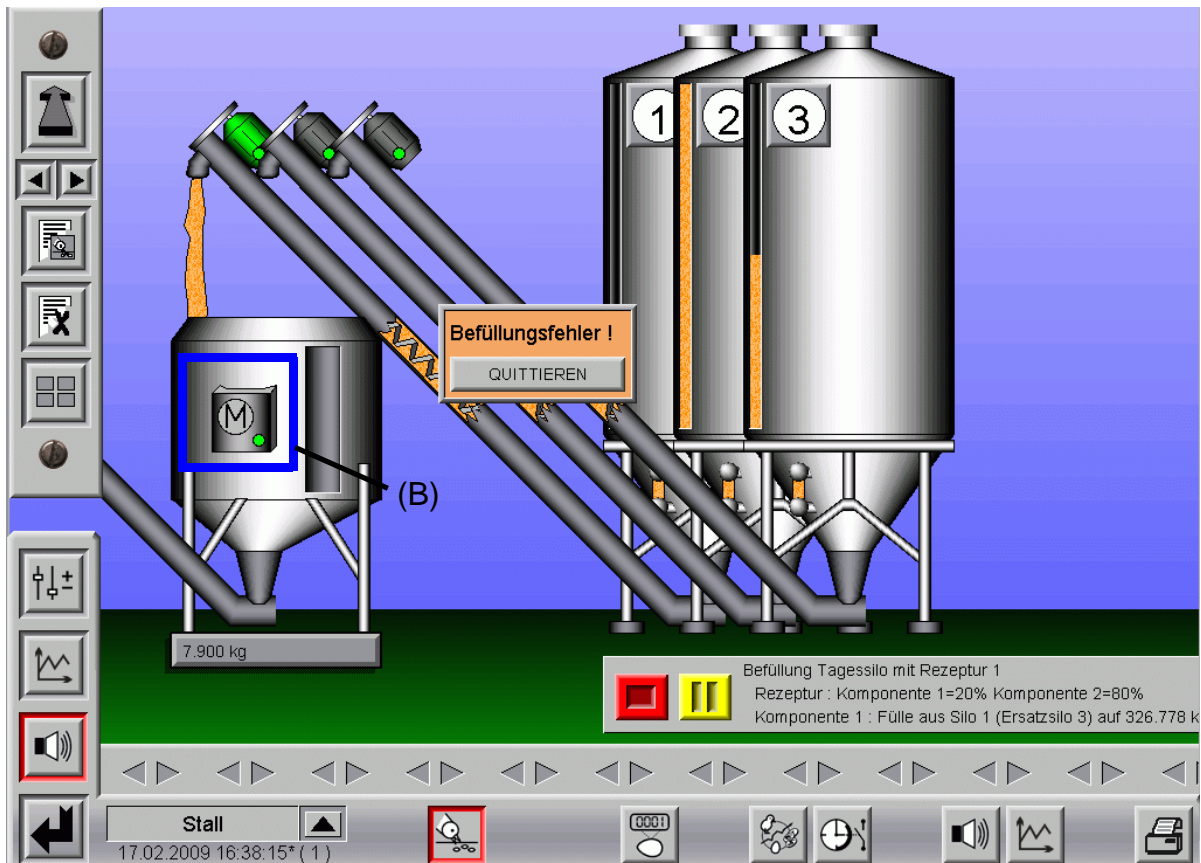 1
2
3
Befüllungsfehler !
QUITTIEREN
M
(B)
7.900 kg
Befüllung Tagessilo mit Rezeptur 1
Rezeptur : Komponente 1=20% Komponente 2=80%
Komponente 1 : Fülle aus Silo 1 (Ersatzsilo 3) auf 326.778 k
Stall
0001
17.02.2009 16:38:15* ( 1 )